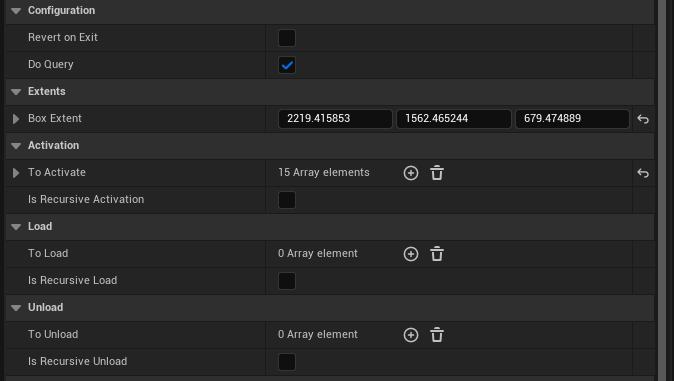 Configuration
Revert on Exit
Do Query
Extents
Box Extent 2219.415853 1562.465244 679.474889
Activation
To Activate 15 Array elements
Is Recursive Activation
Load
To Load 0 Array element
Is Recursive Load
Unload
To Unload 0 Array element
Is Recursive Unload